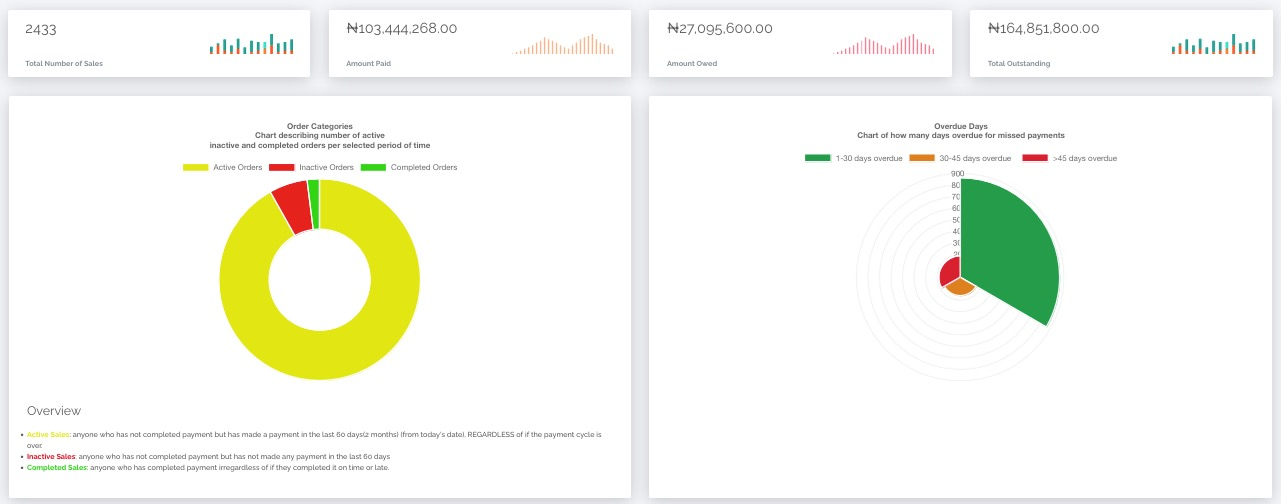 2433
Total Number of Sales
₦103,444,268.00
Amount Paid
₦27,095,600.00
Amount Owed
₦164,851,800.00
Total Outstanding
Order Categories
Chart describing number of active
inactive and completed orders per selected period of time
Active Orders Inactive Orders Completed Orders
Overview
• Active Sales: anyone who has not completed payment but has made a payment in the last 60 days(2 months) (from today's date), REGARDLESS of if the payment cycle is
over.
• Inactive Sales: anyone who has not completed payment but has not made any payment in the last 60 days
• Completed Sales: anyone who has completed payment irregardless of if they completed it on time or late.
Overdue Days
Chart of how many days overdue for missed payments
1-30 days overdue 30-45 days overdue >45 days overdue
900